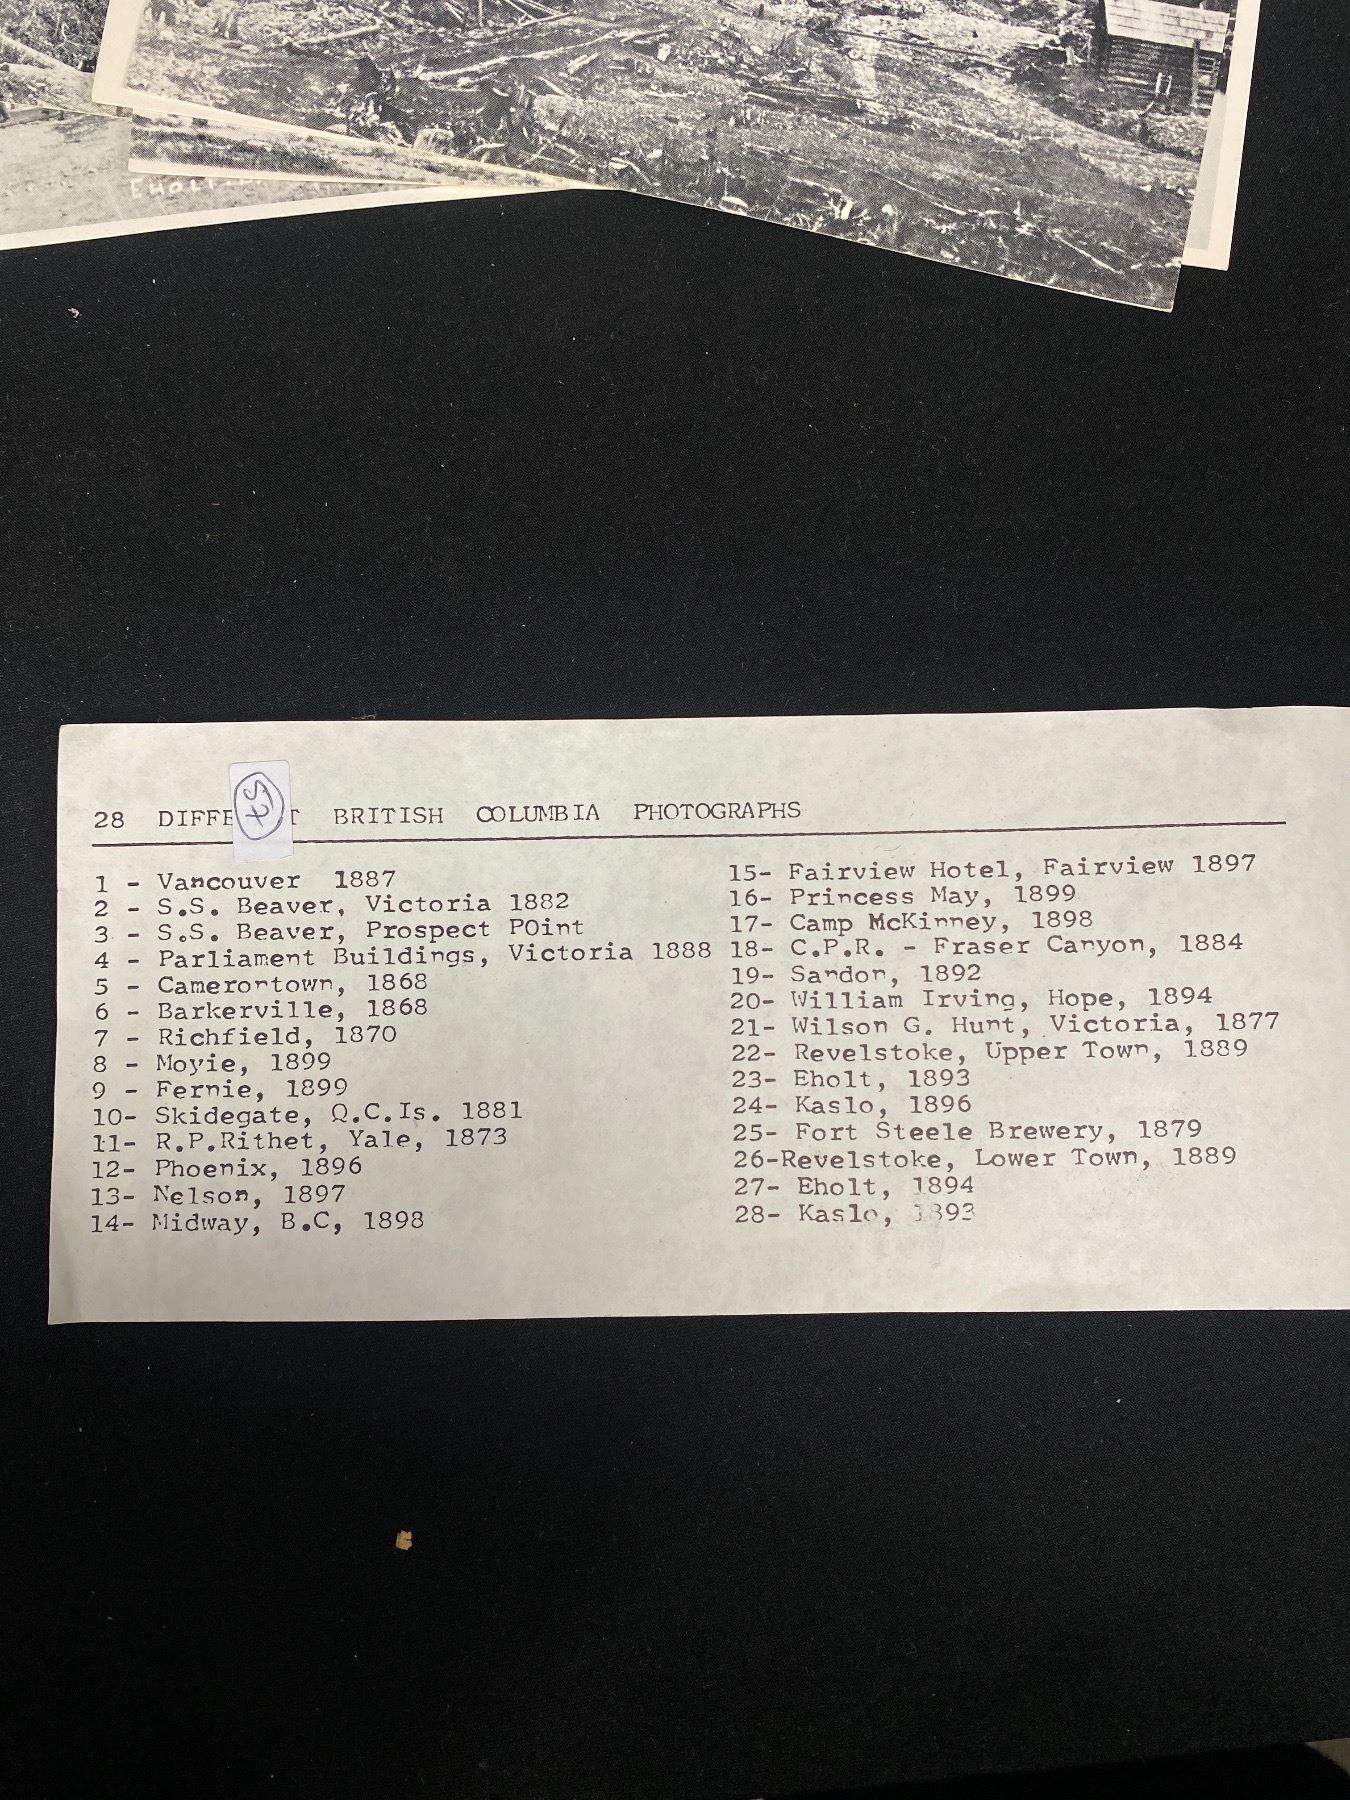 EHOLT
28 DIFFE T BRITISH COLUMBIA PHOTOGRAPHS
1 - Vancouver 1887
2 - S.S. Beaver, Victoria 1882
3 - S.S. Beaver, Prospect POint
4 - Parliament Buildings, Victoria 1888
5 - Camerontown, 1868
6 - Barkerville, 1868
7 - Richfield, 1870
8 - Moyie, 1899
9 - Fernie, 1899
10- Skidegate, Q.C.Is. 1881
11- R.P.Rithet, Yale, 1873
12- Phoenix, 1896
13- Nelson, 1897
14- Midway, B.C, 1898
15- Fairview Hotel, Fairview 1897
16- Princess May, 1899
17- Camp McKinney, 1898
18- C.P.R. - Fraser Canyon, 1884
19- Sandon, 1892
20- William Irving, Hope, 1894
21- Wilson G. Hunt, Victoria, 1877
22- Revelstoke, Upper Town, 1889
23- Eholt, 1893
24- Kaslo, 1896
25- Fort Steele Brewery, 1879
26-Revelstoke, Lower Town, 1889
27- Eholt, 1894
28- Kaslo, 1893